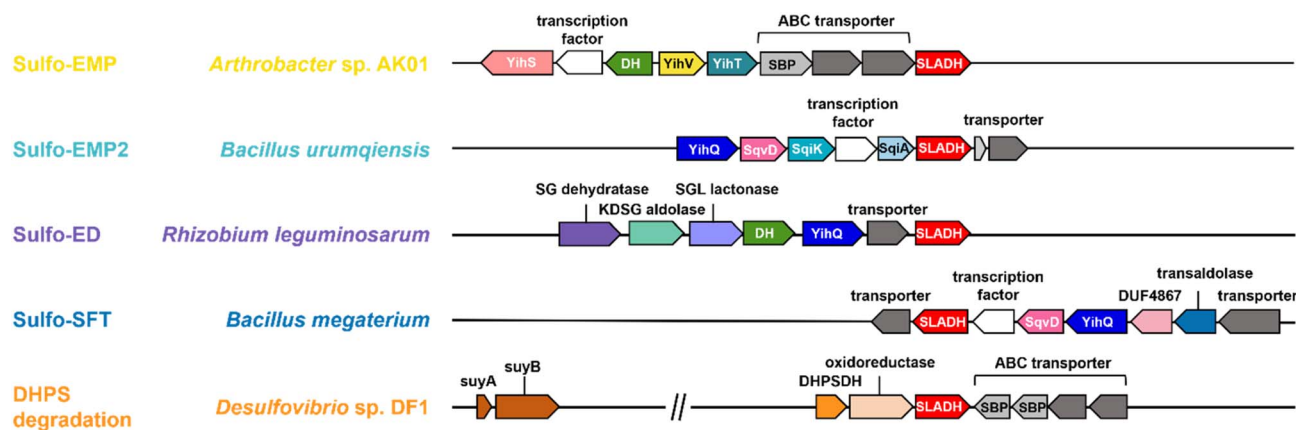 transcription factor ABC transporter
Sulfo-EMP Arthrobacter sp. AK01 YihS DH YihV YihT SBP SLADH
transcription factor transporter
Sulfo-EMP2 Bacillus urumqiensis YihQ SqvD SqiK SqiA SLADH
SG dehydratase SGL lactonase
KDSG aldolase transporter
Sulfo-ED Rhizobium leguminosarum DH YihQ SLADH
transcription factor transaldolase
transporter DUF4867 transporter
Sulfo-SFT Bacillus megaterium SLADH SqvD YihQ
suyB oxidoreductase ABC transporter
suyA DHPSDH
DHPS degradation Desulfovibrio sp. DF1 SLADH SBP SBP